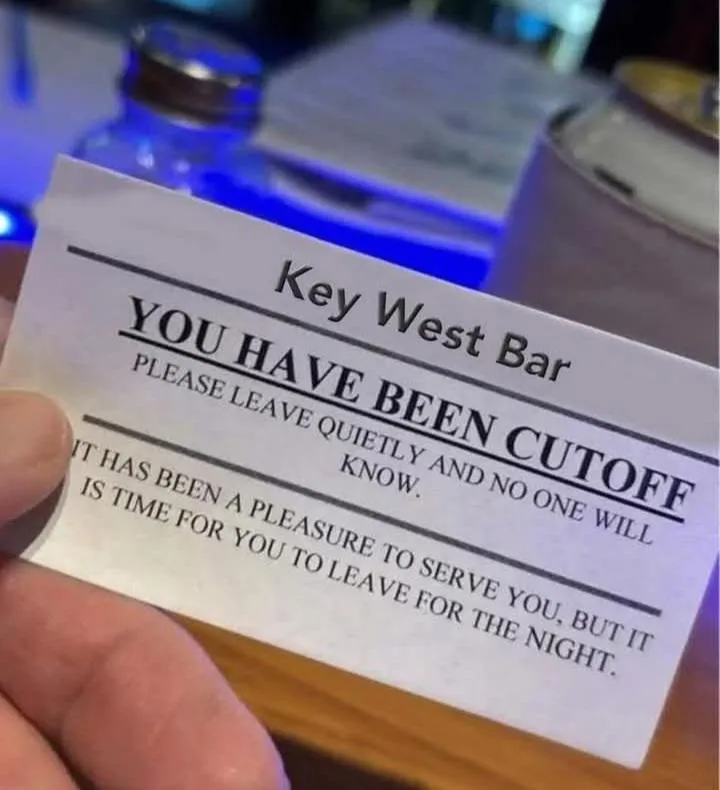 Key West Bar
YOU HAVE BEEN CUTOFF
PLEASE LEAVE QUIETLY AND NO ONE WILL
KNOW.
IT HAS BEEN A PLEASURE TO SERVE YOU, BUT IT
IS TIME FOR YOU TO LEAVE FOR THE NIGHT.